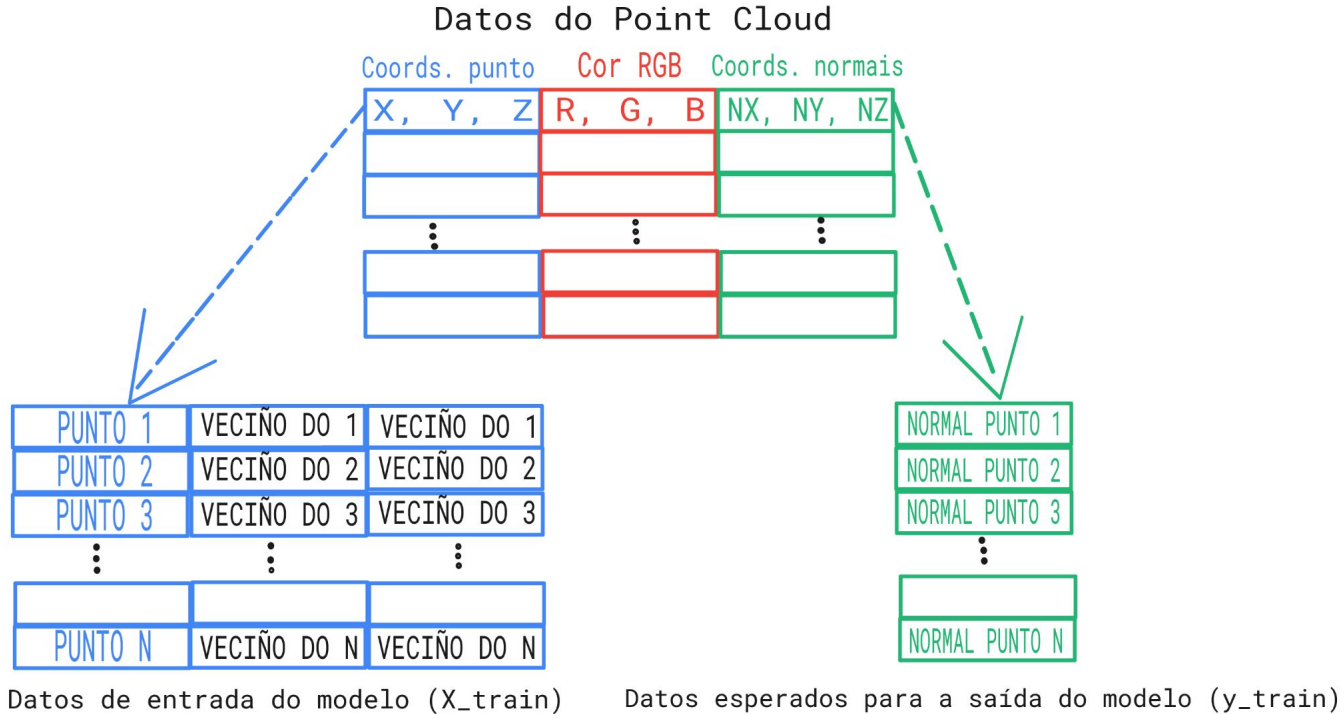 Datos do Point Cloud
Coords. punto Cor RGB Coords. normais
X, Y, Z R, G, B NX, NY, NZ
PUNTO 1 VECIÑO DO 1 VECIÑO DO 1 NORMAL PUNTO 1
PUNTO 2 VECIÑO DO 2 VECIÑO DO 2 NORMAL PUNTO 2
PUNTO 3 VECIÑO DO 3 VECIÑO DO 3 NORMAL PUNTO 3
PUNTO N VECIÑO DO N VECIÑO DO N NORMAL PUNTO N
Datos de entrada do modelo (X_train) Datos esperados para a saída do modelo (y_train)